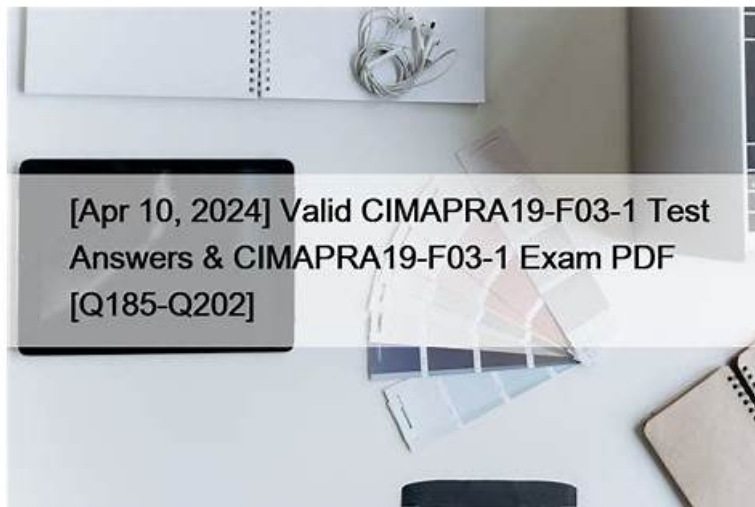 [Apr 10, 2024] Valid CIMAPRA19-F03-1 Test
Answers & CIMAPRA19-F03-1 Exam PDF
[Q185-Q202]